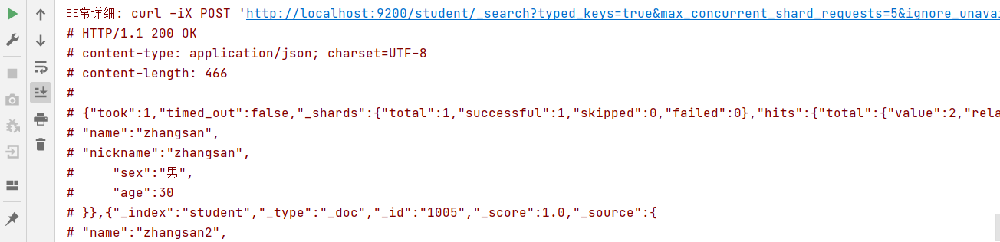 非常详细: curl -iX POST 'http://localhost:9200/student/_search?typed_keys=true&max_concurrent_shard_requests=5&ignore_unavai
# HTTP/1.1 200 OK
# content-type: application/json; charset=UTF-8
# content-length: 466
#
# {"took":1,"timed_out":false,"_shards":{"total":1,"successful":1,"skipped":0,"failed":0},"hits":{"total":{"value":2,"rela
# "name":"zhangsan",
# "nickname":"zhangsan",
#     "sex":"男",
#     "age":30
# }},{"_index":"student","_type":"_doc","_id":"1005","_score":1.0,"_source":{
# "name":"zhangsan2",